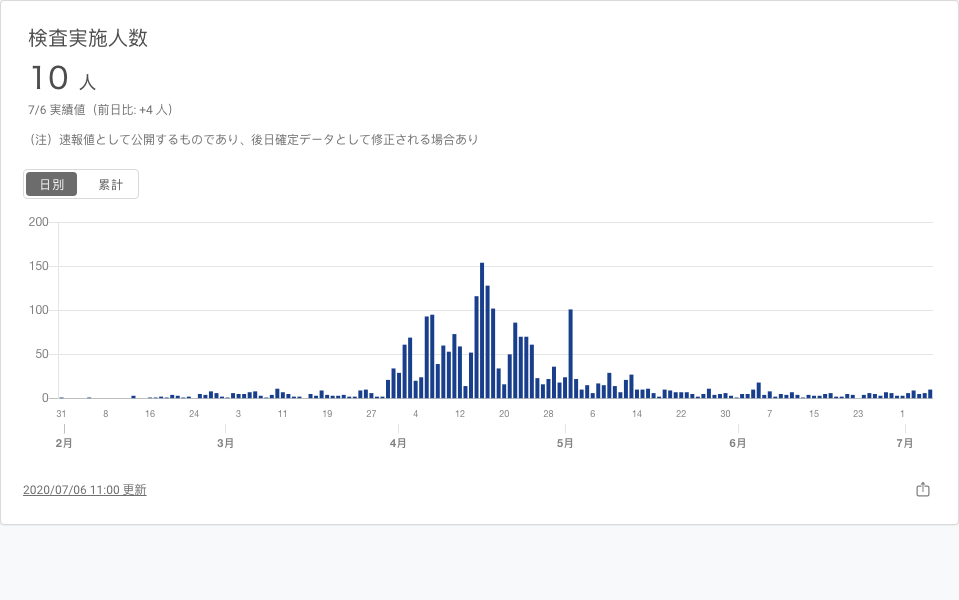 検査実施人数
10 人
7/6 実績値（前日比: +4 人）
（注）速報値として公開するものであり、後日確定データとして修正される場合あり
日別 累計
200
150
100
50
0
31 8 16 24 3 11 19 27 4 12 20 28 6 14 22 30 7 15 23 1
2月 3月 4月 5月 6月 7月
2020/07/06 11:00 更新